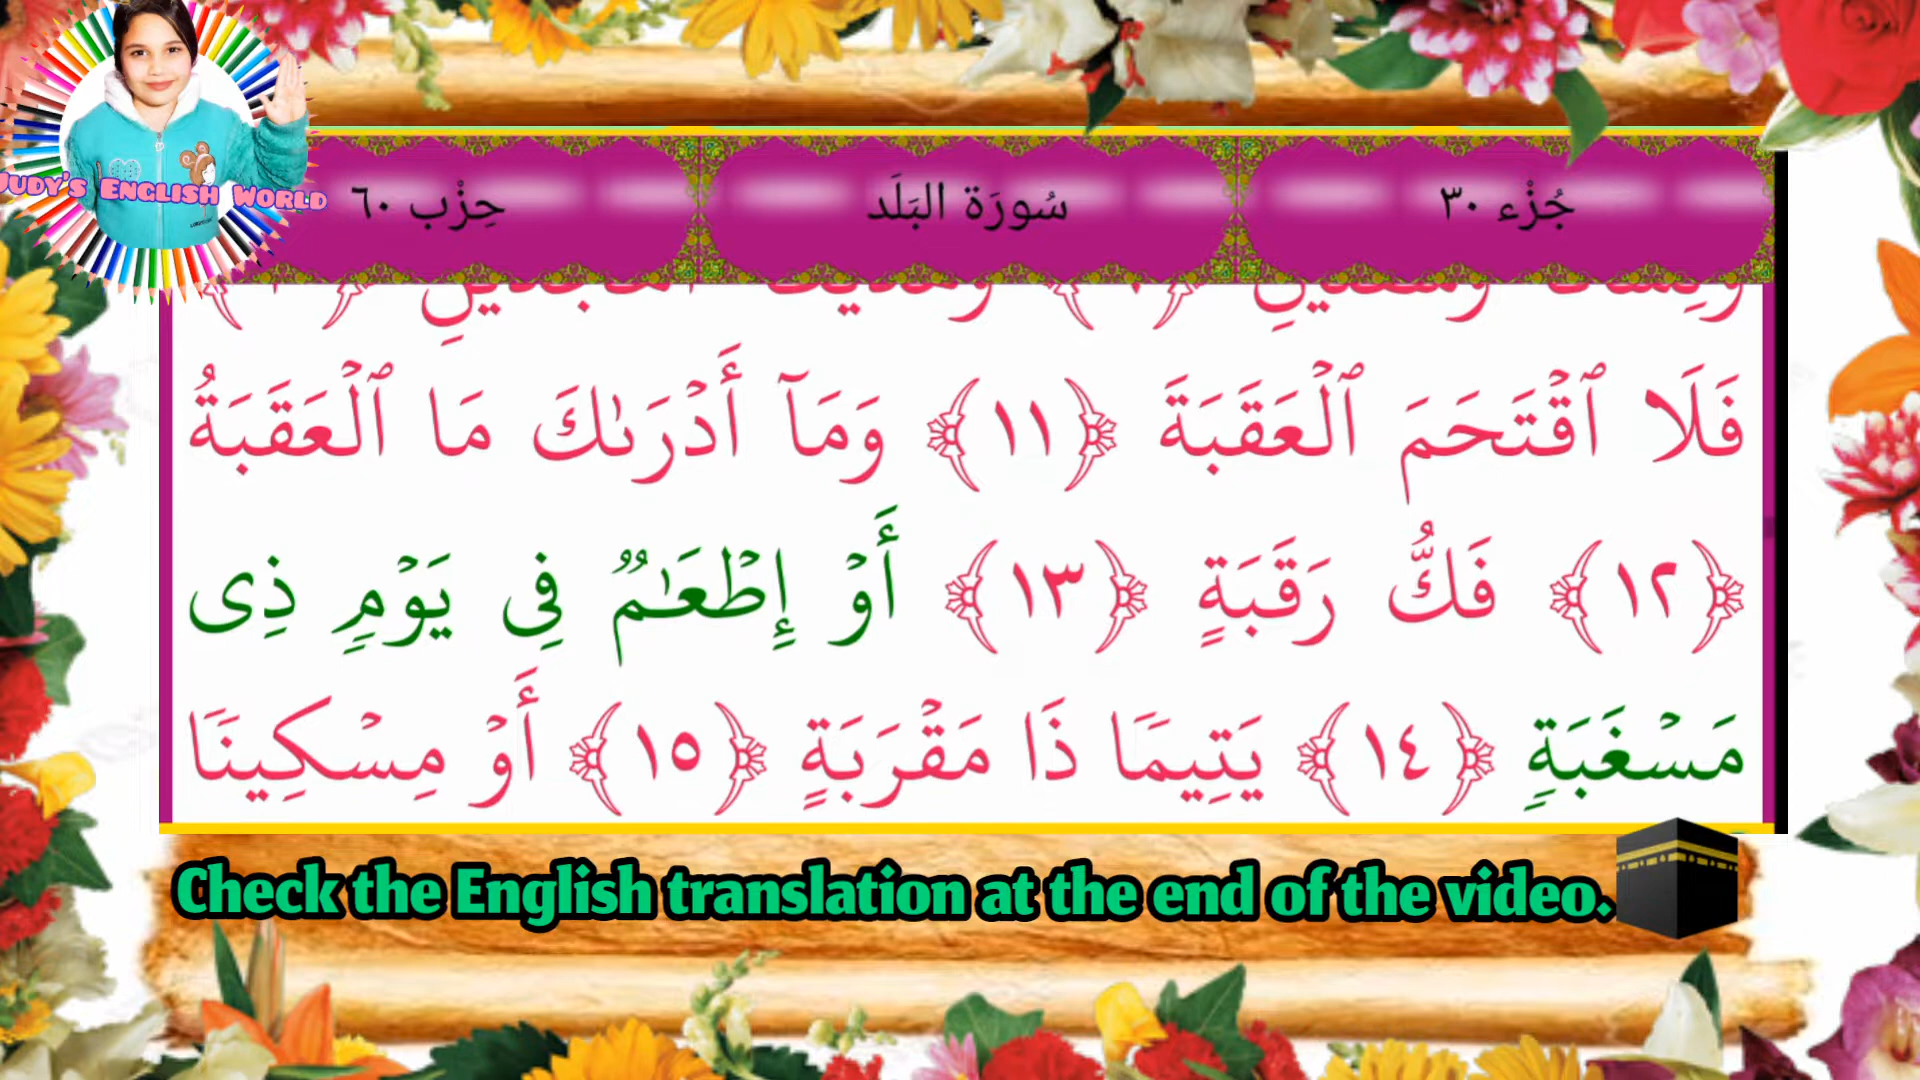 JUDY'S ENGLISH WORLD
جُزْء ٣٠
سُورَة البَلَد
حِزْب ٦٠
فَلَا ٱقۡتَحَمَ ٱلۡعَقَبَةَ ﴿١١﴾ وَمَآ أَدۡرَىٰكَ مَا ٱلۡعَقَبَةُ
﴿١٢﴾ فَكُّ رَقَبَةٍ ﴿١٣﴾ أَوۡ إِطۡعَٰمٌ فِى يَوۡمٍ ذِى
مَسۡغَبَةٍ ﴿١٤﴾ يَتِيمًا ذَا مَقۡرَبَةٍ ﴿١٥﴾ أَوۡ مِسۡكِينًا
Check the English translation at the end of the video.